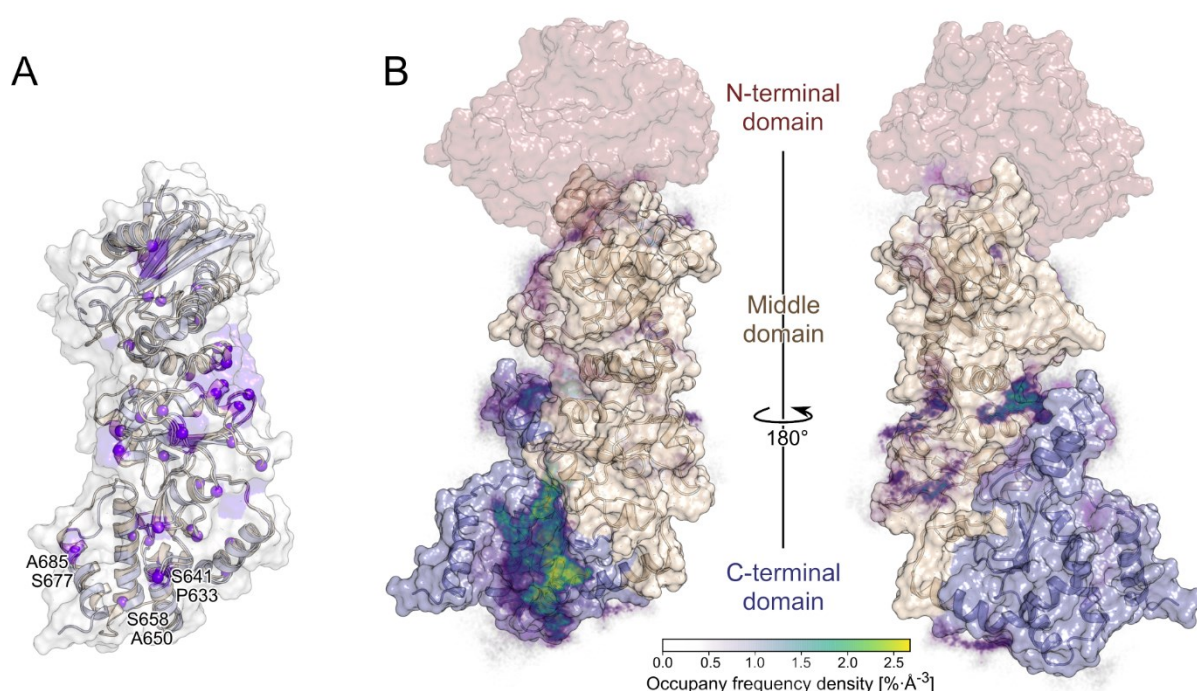 A
B
N-terminal
domain
Middle
domain
180°
A685
S677
S641
P633
S658
A650
C-terminal
domain
0.0 0.5 1.0 1.5 2.0 2.5
Occupany frequency density [%·Å⁻³]